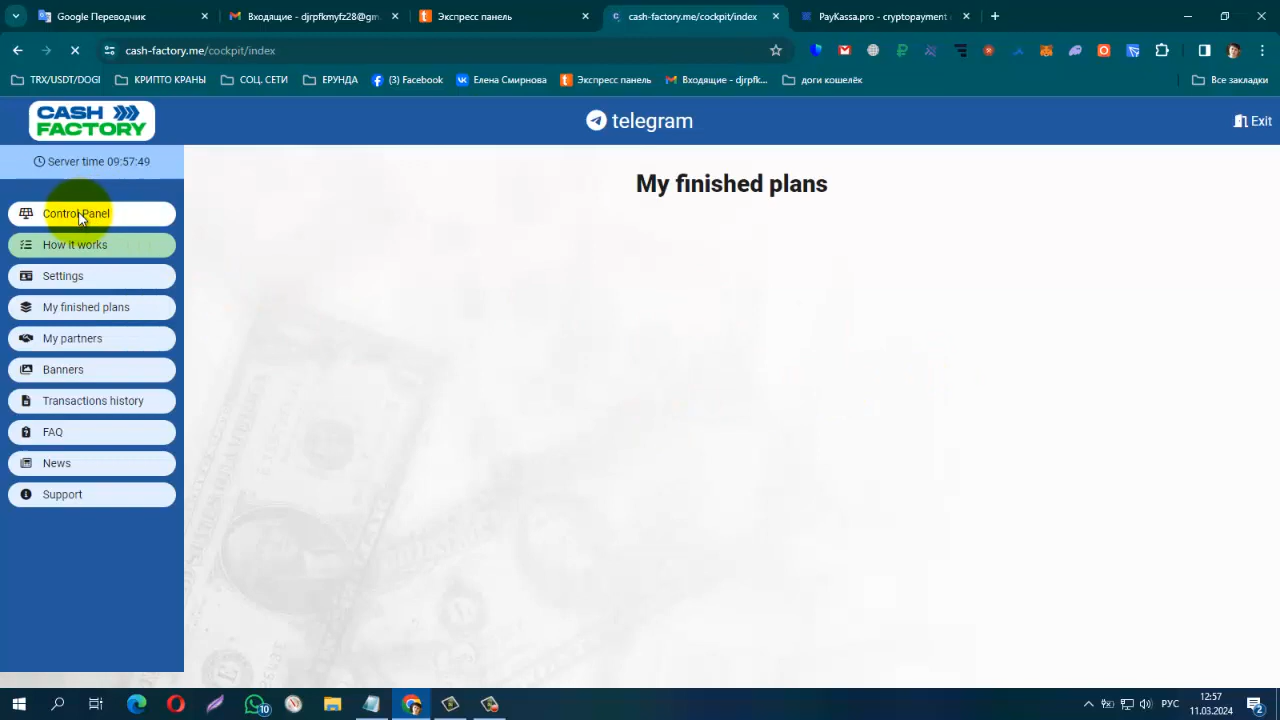 Google Переводчик
Входящие - djrpfkmyfz28@gm
Экспресс панель
cash-factory.me/cockpit/index
PayKassa.pro - cryptopayment
cash-factory.me/cockpit/index
TRX/USDT/DOGI
КРИПТО КРАНЫ
СОЦ. СЕТИ
ЕРУНДА
(3) Facebook
Елена Смирнова
Экспресс панель
Входящие - djrpfk...
доги кошелёк
Все закладки
CASH
FACTORY
telegram
Exit
Server time 09:57:49
My finished plans
Control Panel
How it works
Settings
My finished plans
My partners
Banners
Transactions history
FAQ
News
Support
10
РУС
12:57
11.03.2024
2